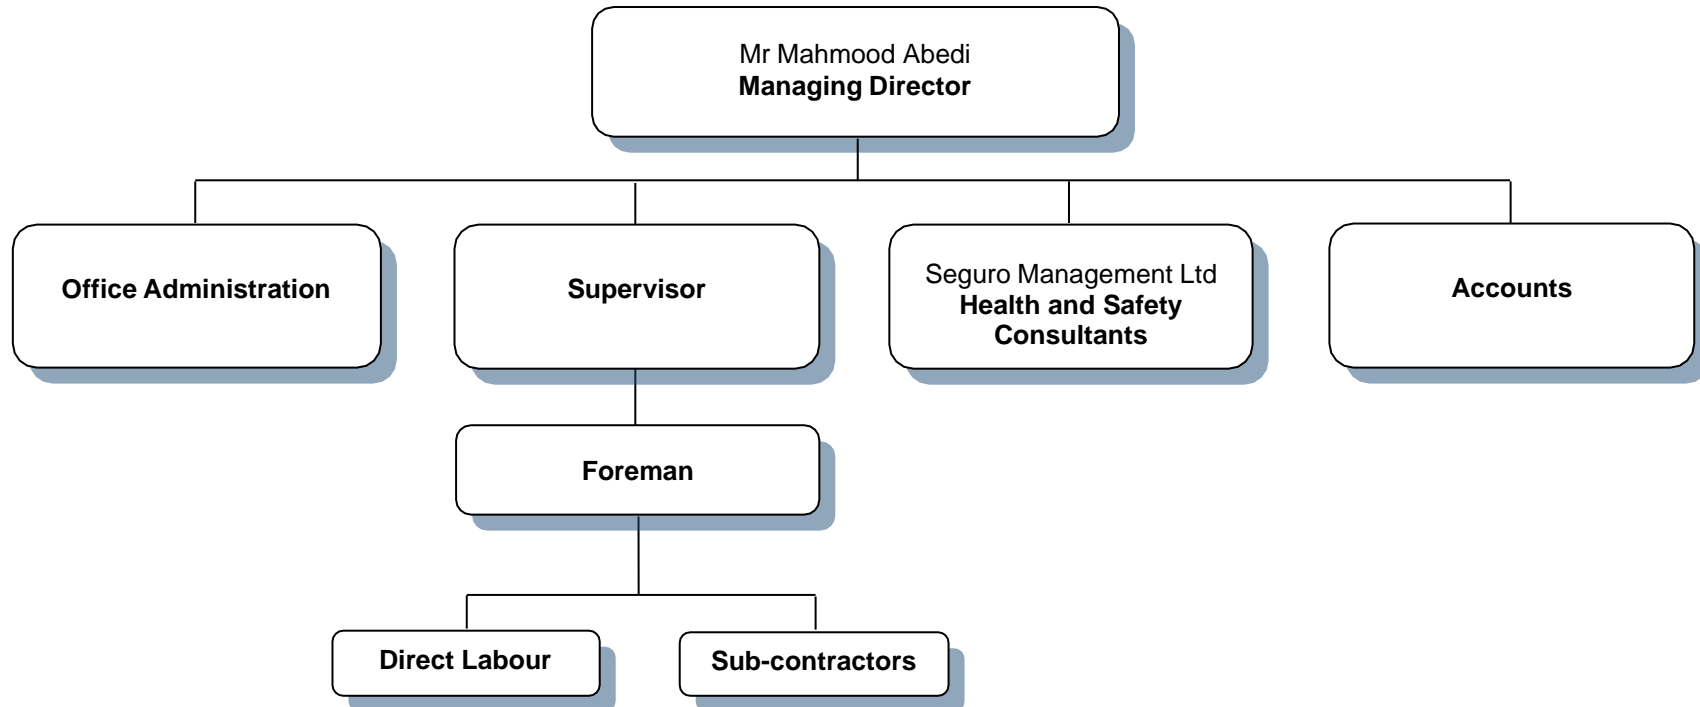 Mr Mahmood Abedi
Managing Director
Office Administration
Supervisor
Seguro Management Ltd
Health and Safety
Consultants
Accounts
Foreman
Direct Labour
Sub-contractors